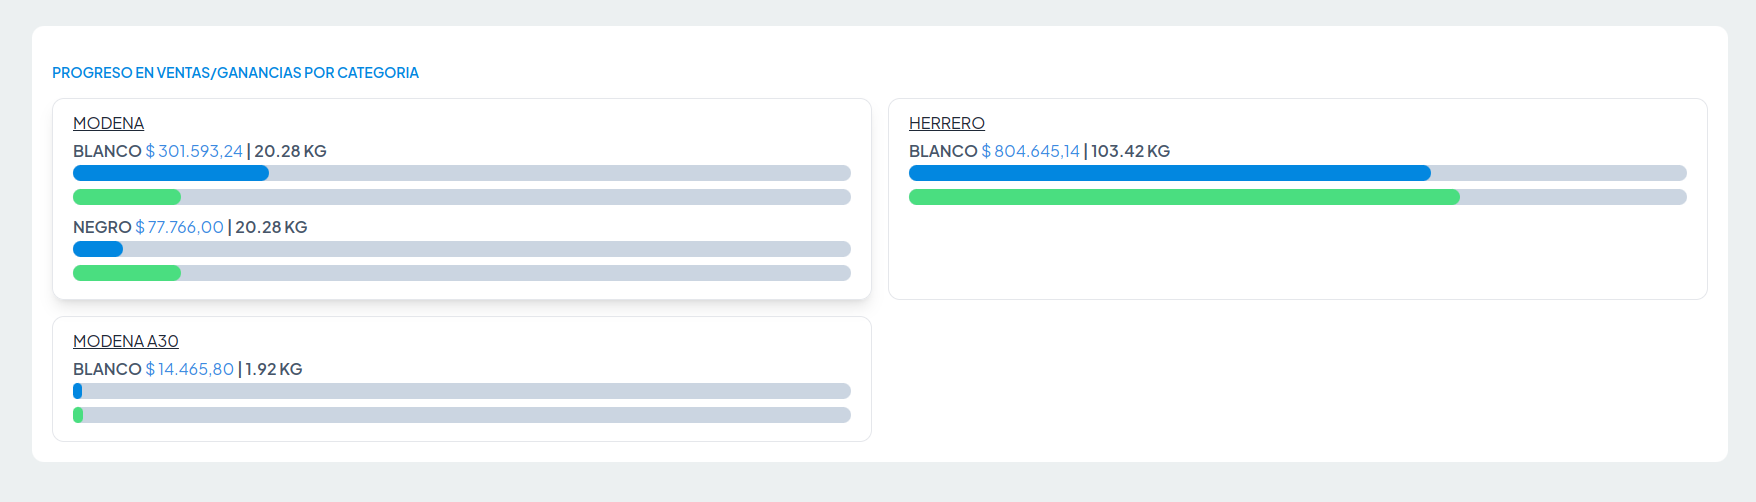 PROGRESO EN VENTAS/GANANCIAS POR CATEGORIA
MODENA
BLANCO $ 301.593,24 | 20.28 KG
NEGRO $ 77.766,00 | 20.28 KG
HERRERO
BLANCO $ 804.645,14 | 103.42 KG
MODENA A30
BLANCO $ 14.465,80 | 1.92 KG